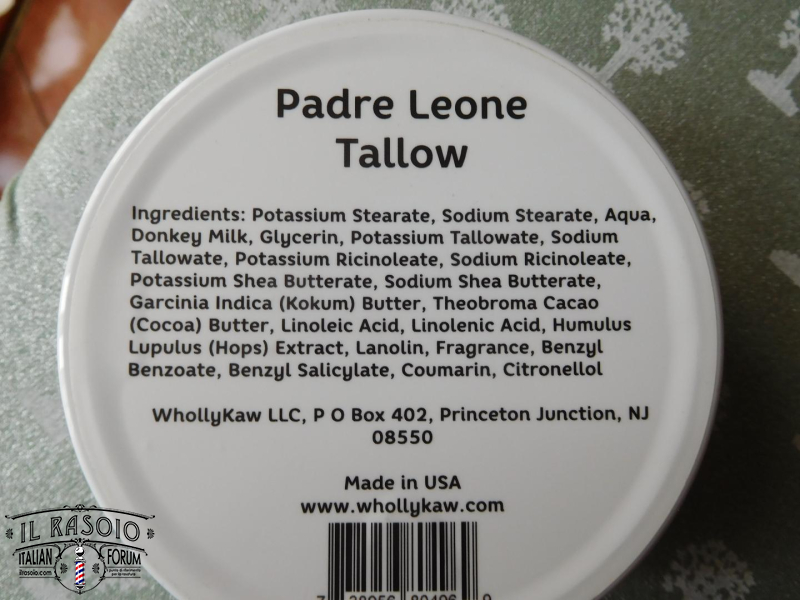 Padre Leone
Tallow
Ingredients: Potassium Stearate, Sodium Stearate, Aqua,
Donkey Milk, Glycerin, Potassium Tallowate, Sodium
Tallowate, Potassium Ricinoleate, Sodium Ricinoleate,
Potassium Shea Butterate, Sodium Shea Butterate,
Garcinia Indica (Kokum) Butter, Theobroma Cacao
(Cocoa) Butter, Linoleic Acid, Linolenic Acid, Humulus
Lupulus (Hops) Extract, Lanolin, Fragrance, Benzyl
Benzoate, Benzyl Salicylate, Coumarin, Citronellol
WhollyKaw LLC, P O Box 402, Princeton Junction, NJ
08550
Made in USA
www.whollykaw.com
IL RASOIO
ITALIAN FORUM
ilrasoio.com